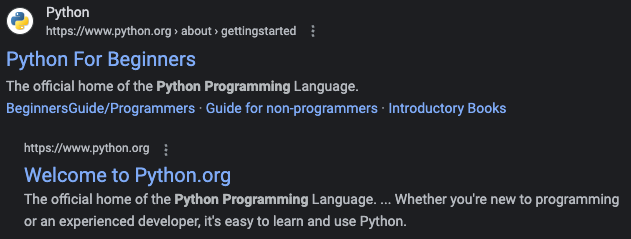 Python
https://www.python.org › about › gettingstarted
Python For Beginners
The official home of the Python Programming Language.
BeginnersGuide/Programmers · Guide for non-programmers · Introductory Books
https://www.python.org
Welcome to Python.org
The official home of the Python Programming Language. ... Whether you're new to programming
or an experienced developer, it's easy to learn and use Python.